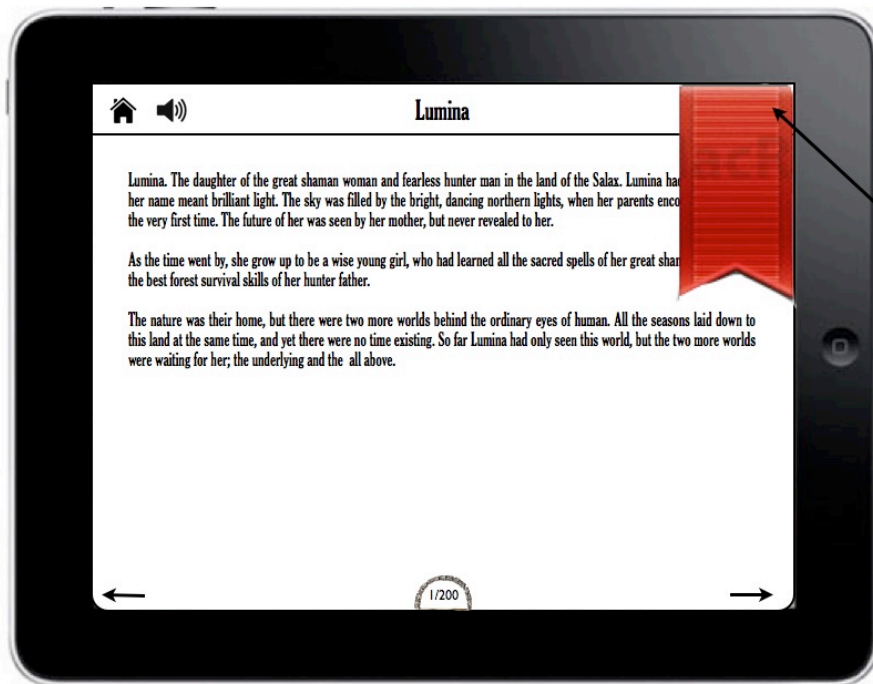 Lumina
Lumina. The daughter of the great shaman woman and fearless hunter man in the land of the Salax. Lumina had
her name meant brilliant light. The sky was filled by the bright, dancing northern lights, when her parents
the very first time. The future of her was seen by her mother, but never revealed to her.
As the time went by, she grow up to be a wise young girl, who had learned all the sacred spells of her great
the best forest survival skills of her hunter father.
The nature was their home, but there were two more worlds behind the ordinary eyes of human. All the seasons laid down to
this land at the same time, and yet there were no time existing. So far Lumina had only seen this world, but the two more worlds
were waiting for her; the underlying and the all above.
1/200